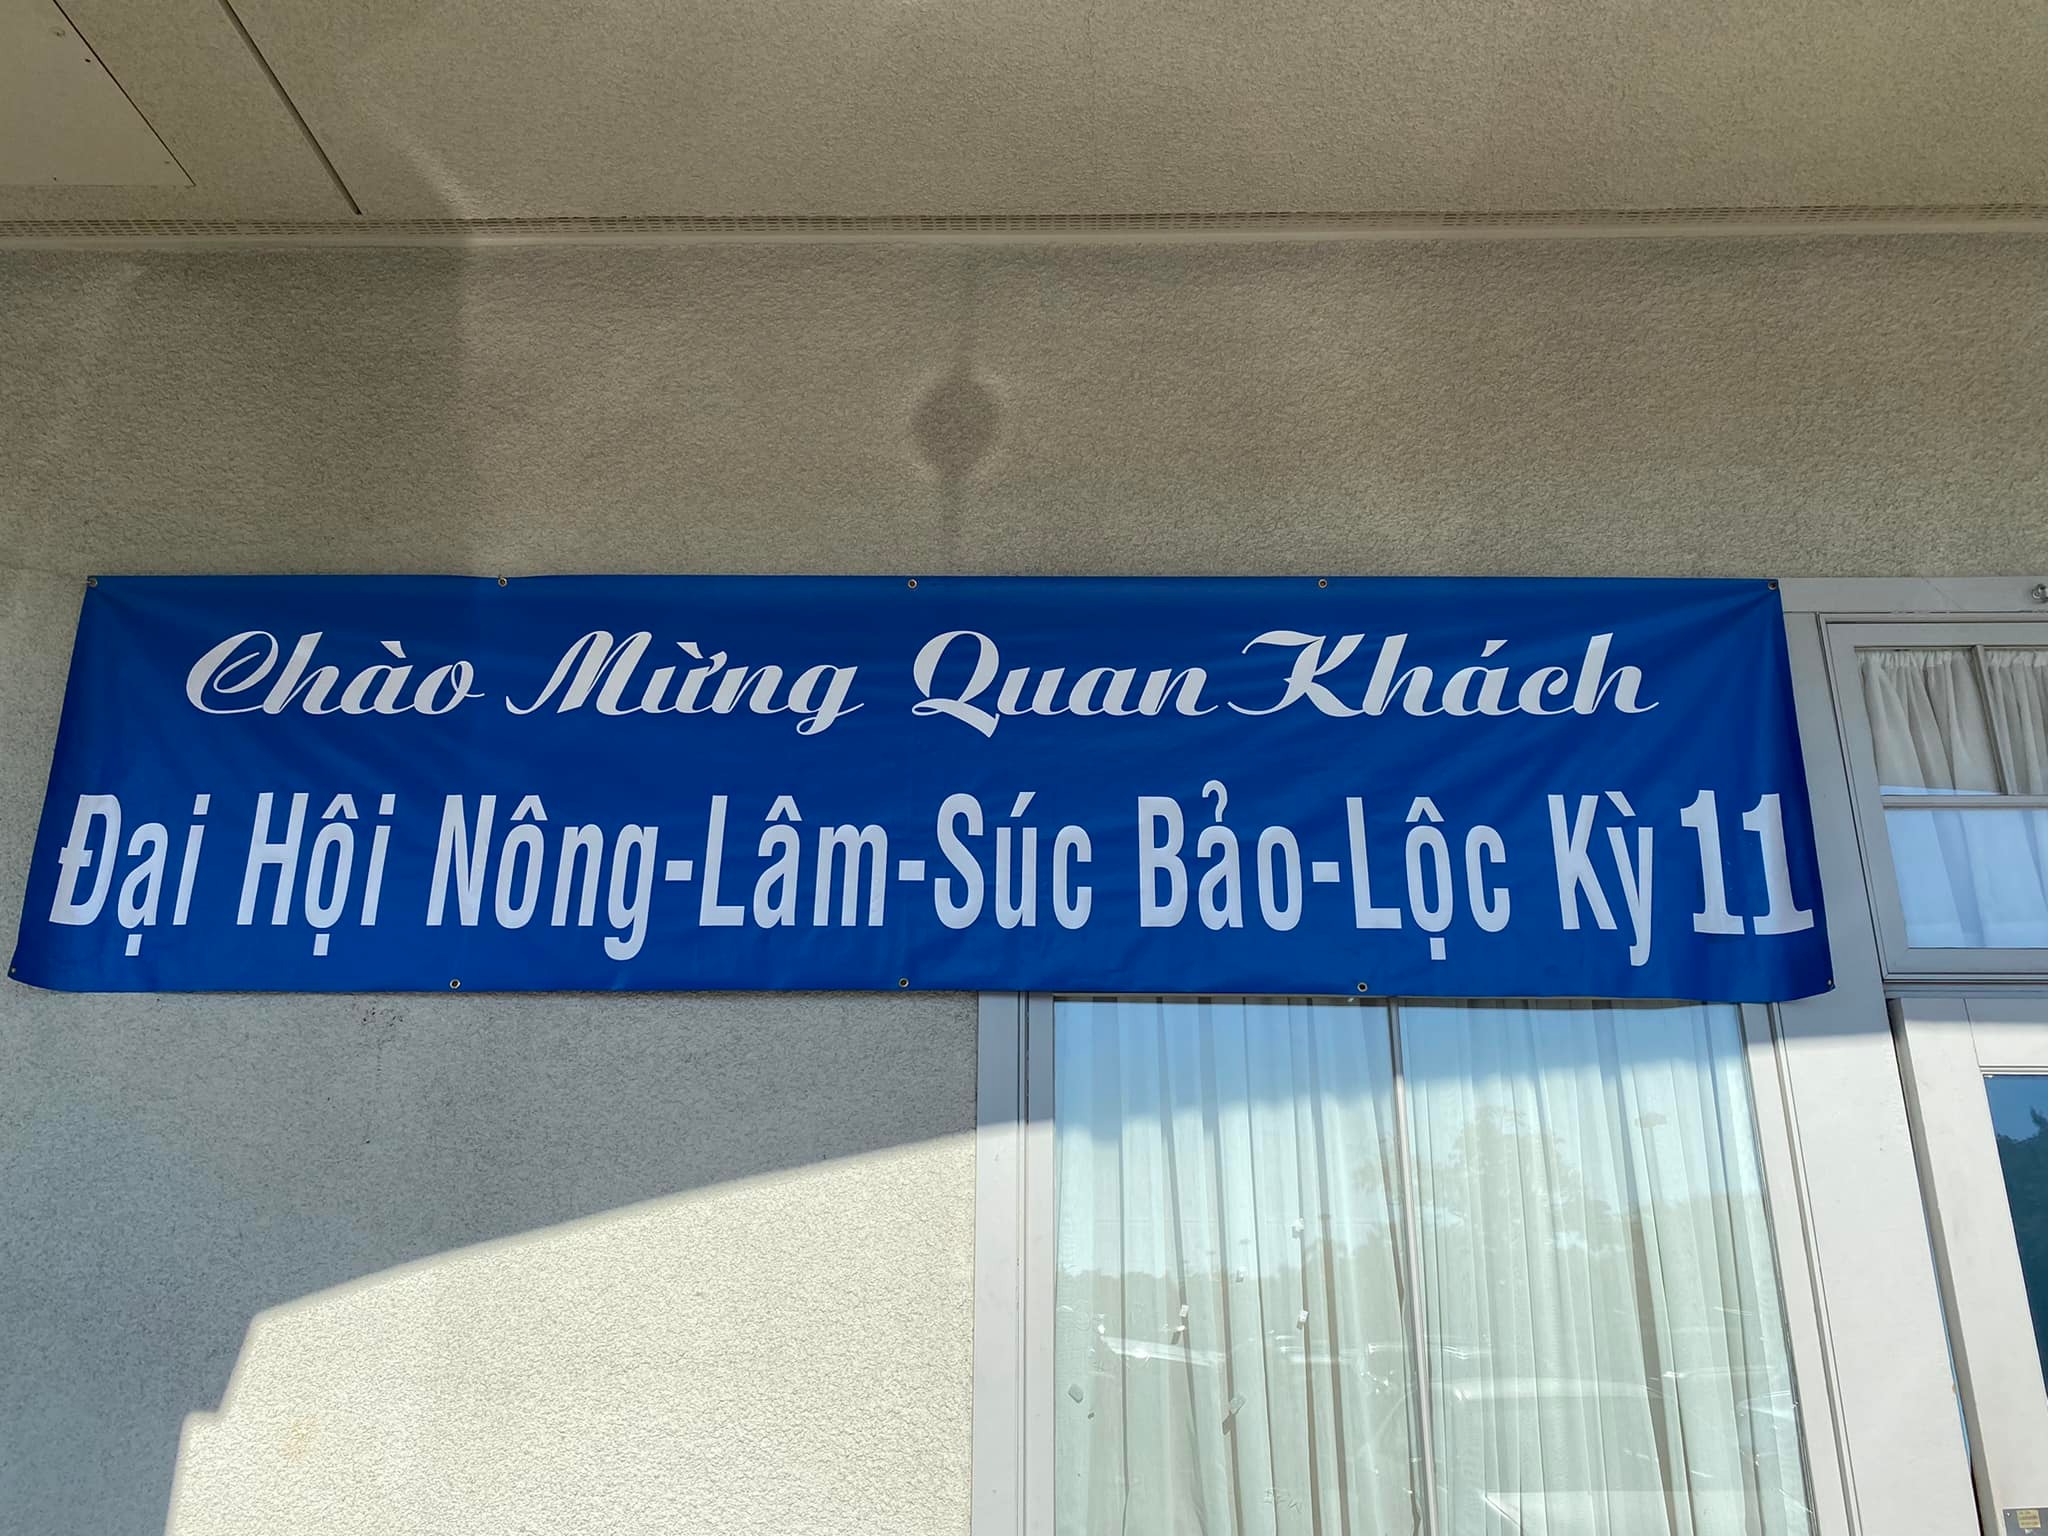 Chào Mừng Quan Khách
Đại Hội Nông-Lâm-Súc Bảo-Lộc Kỳ 11